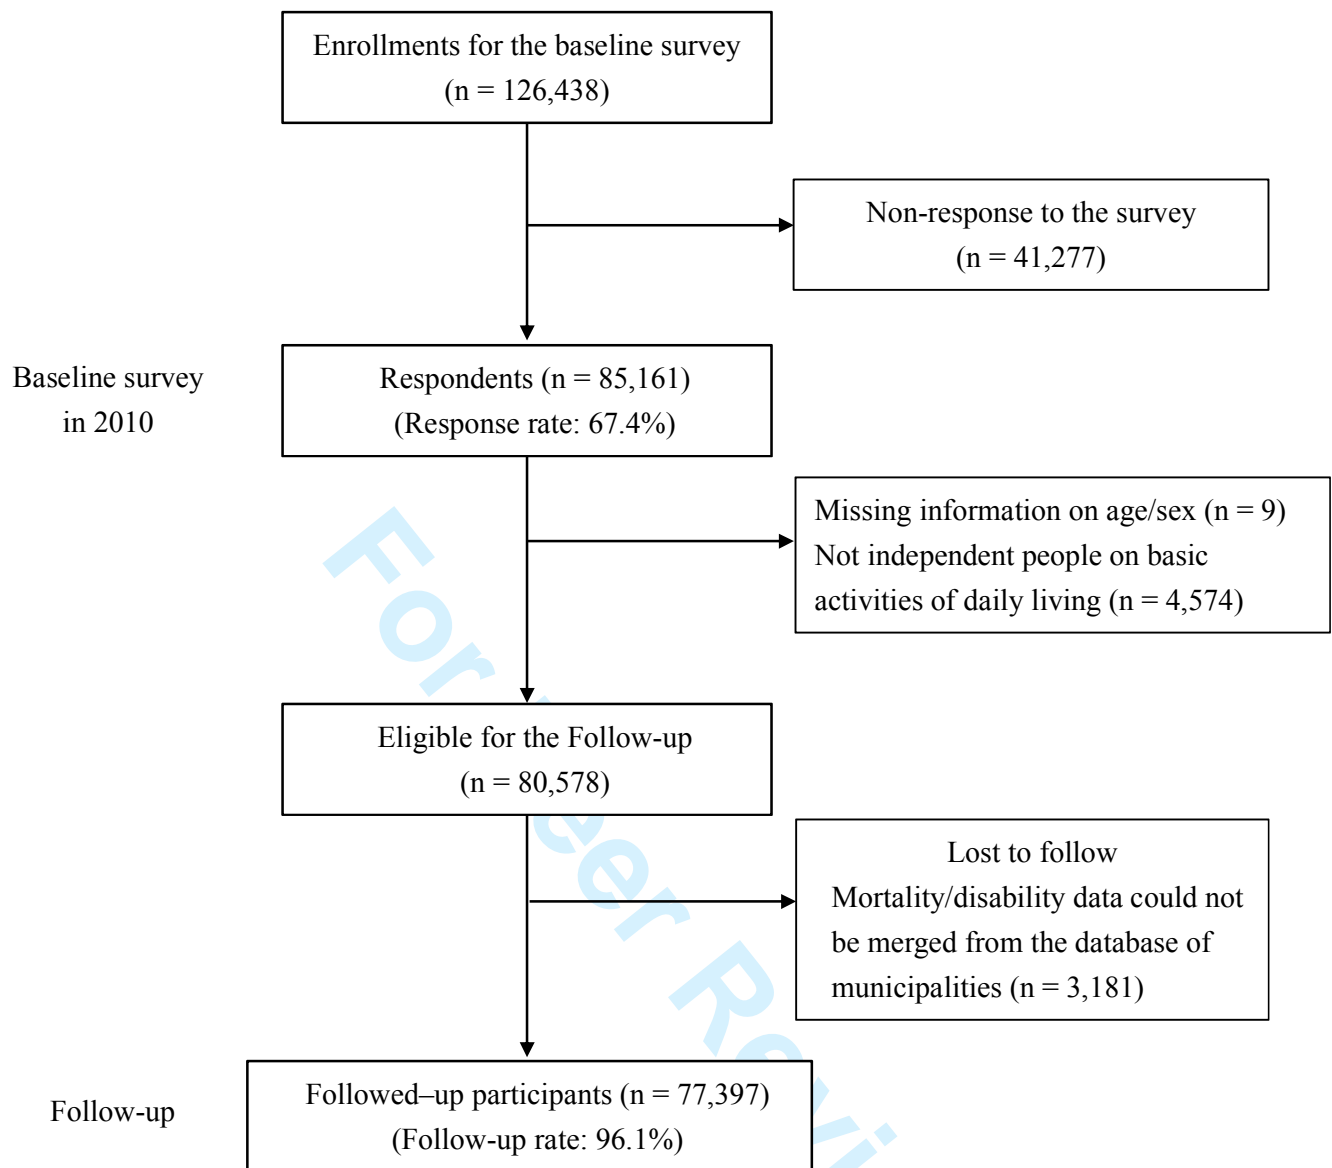 Enrollments for the baseline survey
(n = 126,438)
Non-response to the survey
(n = 41,277)
Baseline survey
in 2010
Respondents (n = 85,161)
(Response rate: 67.4%)
Missing information on age/sex (n = 9)
Not independent people on basic
activities of daily living (n = 4,574)
Eligible for the Follow-up
(n = 80,578)
Lost to follow
Mortality/disability data could not
be merged from the database of
municipalities (n = 3,181)
Follow-up
Followed–up participants (n = 77,397)
(Follow-up rate: 96.1%)
For Peer Revi